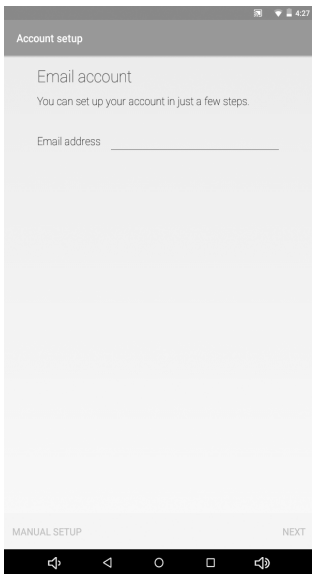 4:27
Account setup
Email account
You can set up your account in just a few steps.
Email address
MANUAL SETUP
NEXT